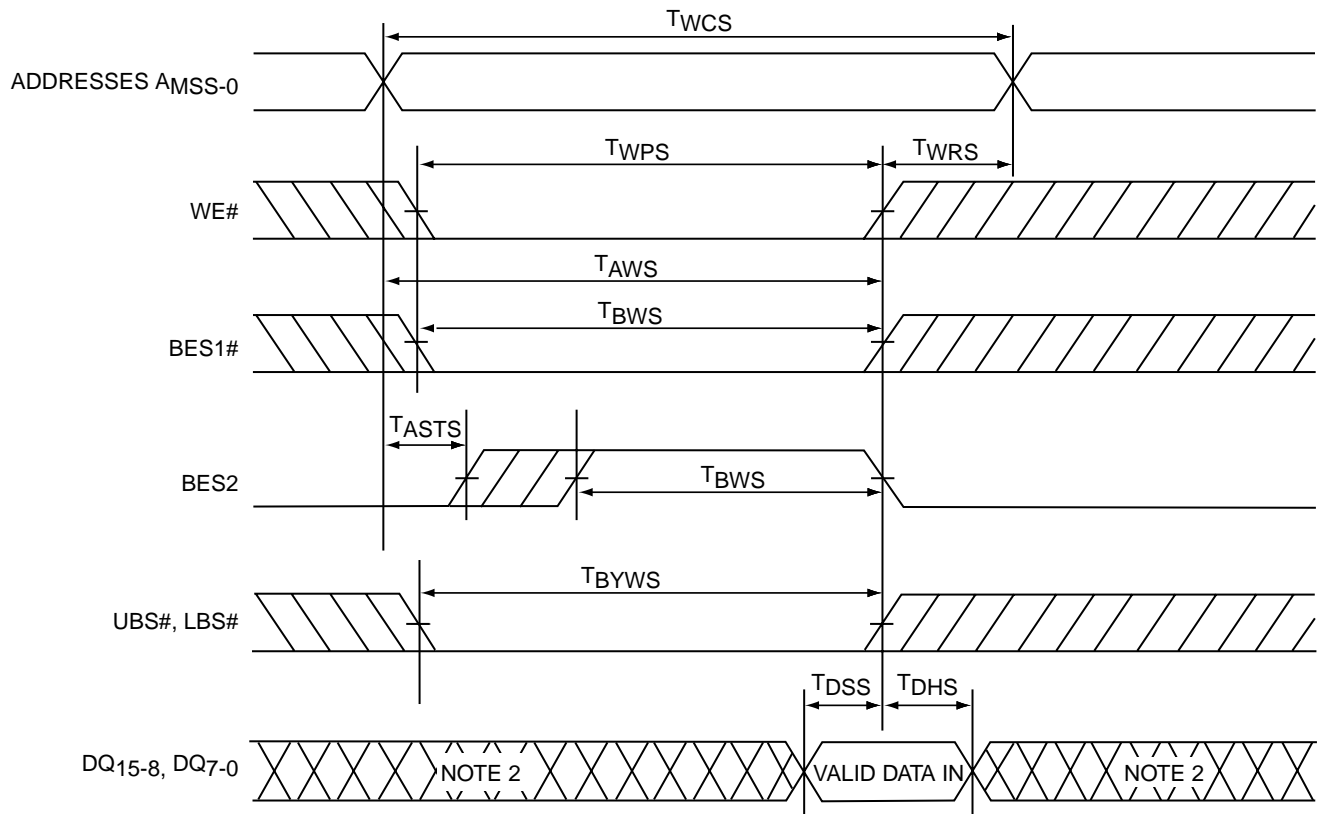 TWCS
ADDRESSES AMSS-0
TWPS
TWRS
WE#
TAWS
TBWS
BES1#
TASTS
BES2
TBWS
TBYWS
UBS#, LBS#
TDSS
TDHS
DQ15-8, DQ7-0
NOTE 2
VALID DATA IN
NOTE 2